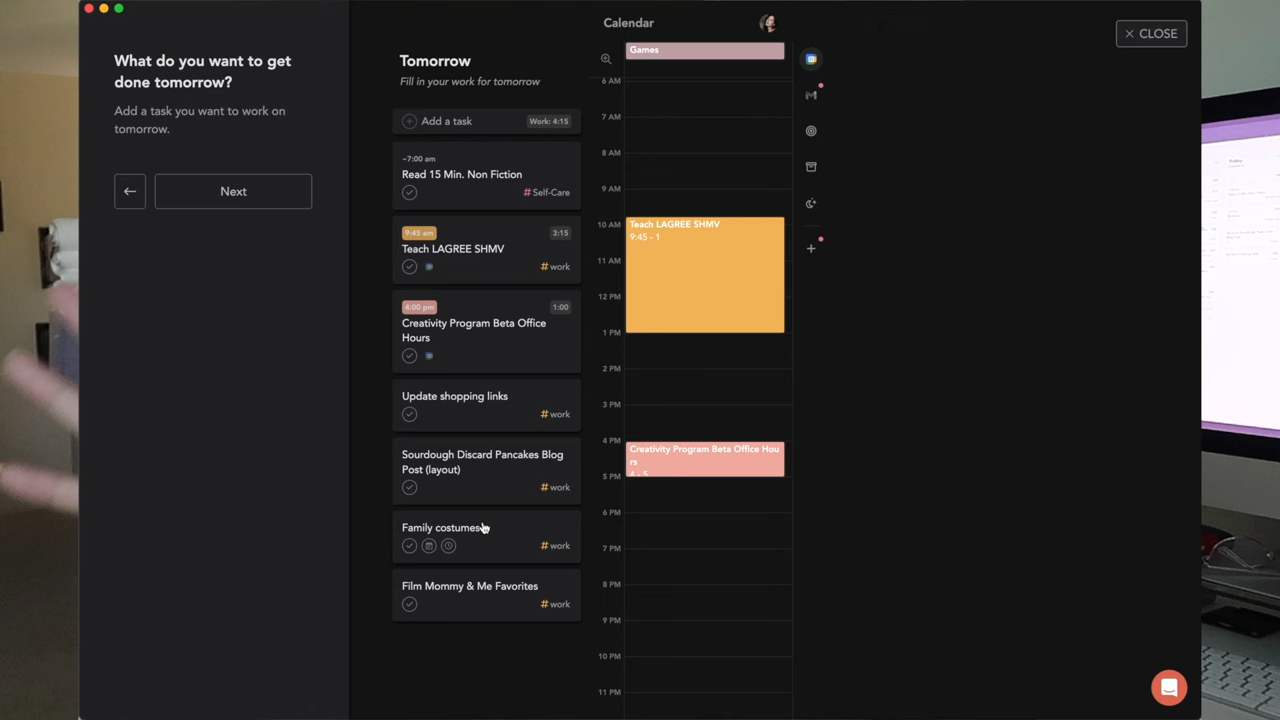 What do you want to get
done tomorrow?
Add a task you want to work on
tomorrow.
Next
Tomorrow
Fill in your work for tomorrow
Add a task
Work: 4:15
~7:00 am
Read 15 Min. Non Fiction
#Self-Care
9:45 am
3:15
Teach LAGREE SHMV
#work
4:00 pm
1:00
Creativity Program Beta Office
Hours
Update shopping links
#work
Sourdough Discard Pancakes Blog
Post (layout)
#work
Family costumes
#work
Film Mommy & Me Favorites
#work
Calendar
Games
6 AM
7 AM
8 AM
9 AM
10 AM
11 AM
12 PM
1 PM
2 PM
3 PM
4 PM
5 PM
6 PM
7 PM
8 PM
9 PM
10 PM
11 PM
Teach LAGREE SHMV
9:45 - 1
Creativity Program Beta Office Hou
rs
4 - 5
CLOSE